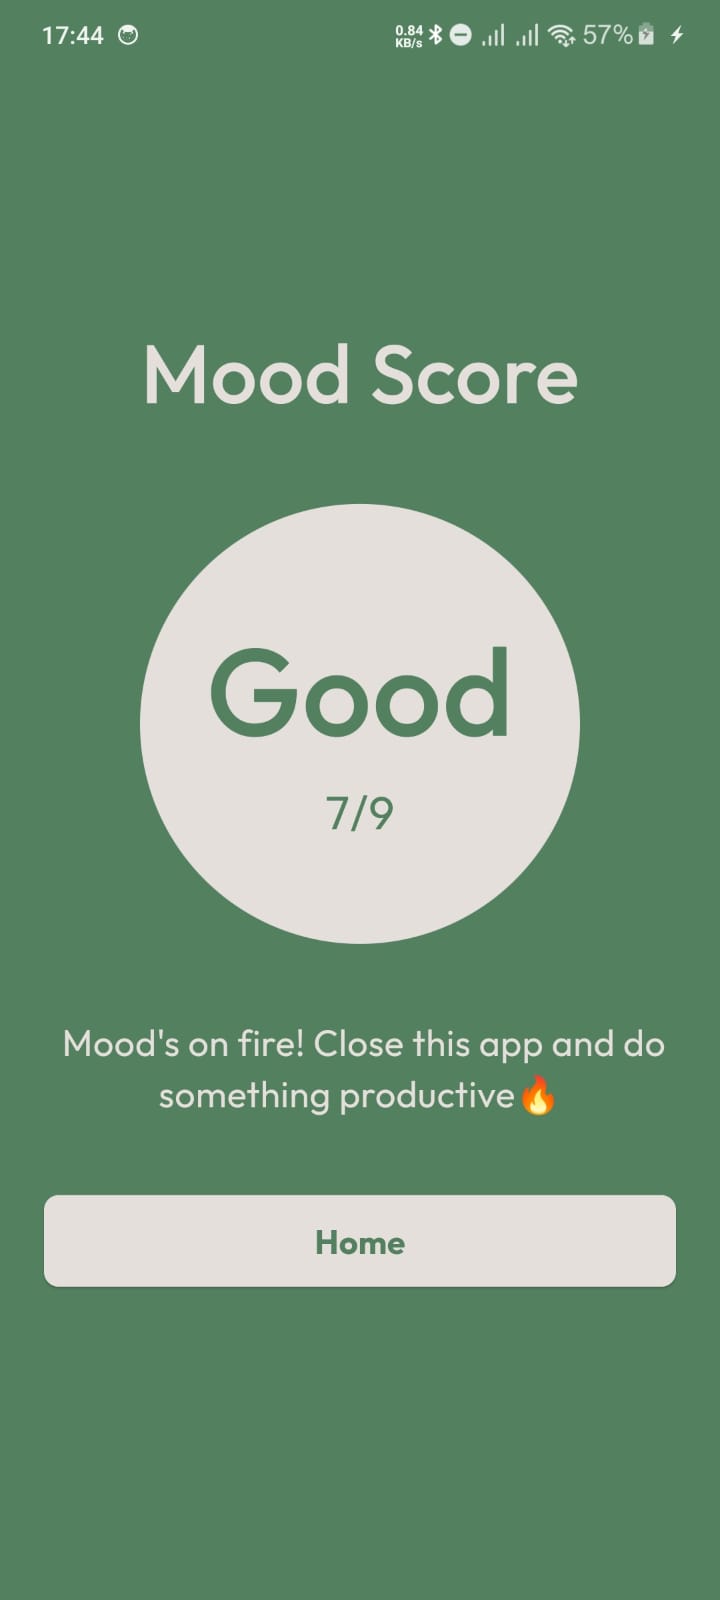 17:44 0.84 KB/s 57%
Mood Score
Good
7/9
Mood's on fire! Close this app and do
something productive🔥
Home